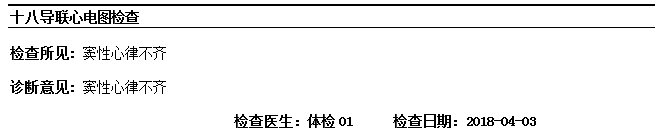 十八导联心电图检查
检查所见：窦性心律不齐
诊断意见：窦性心律不齐
检查医生：体检 01 检查日期：2018-04-03